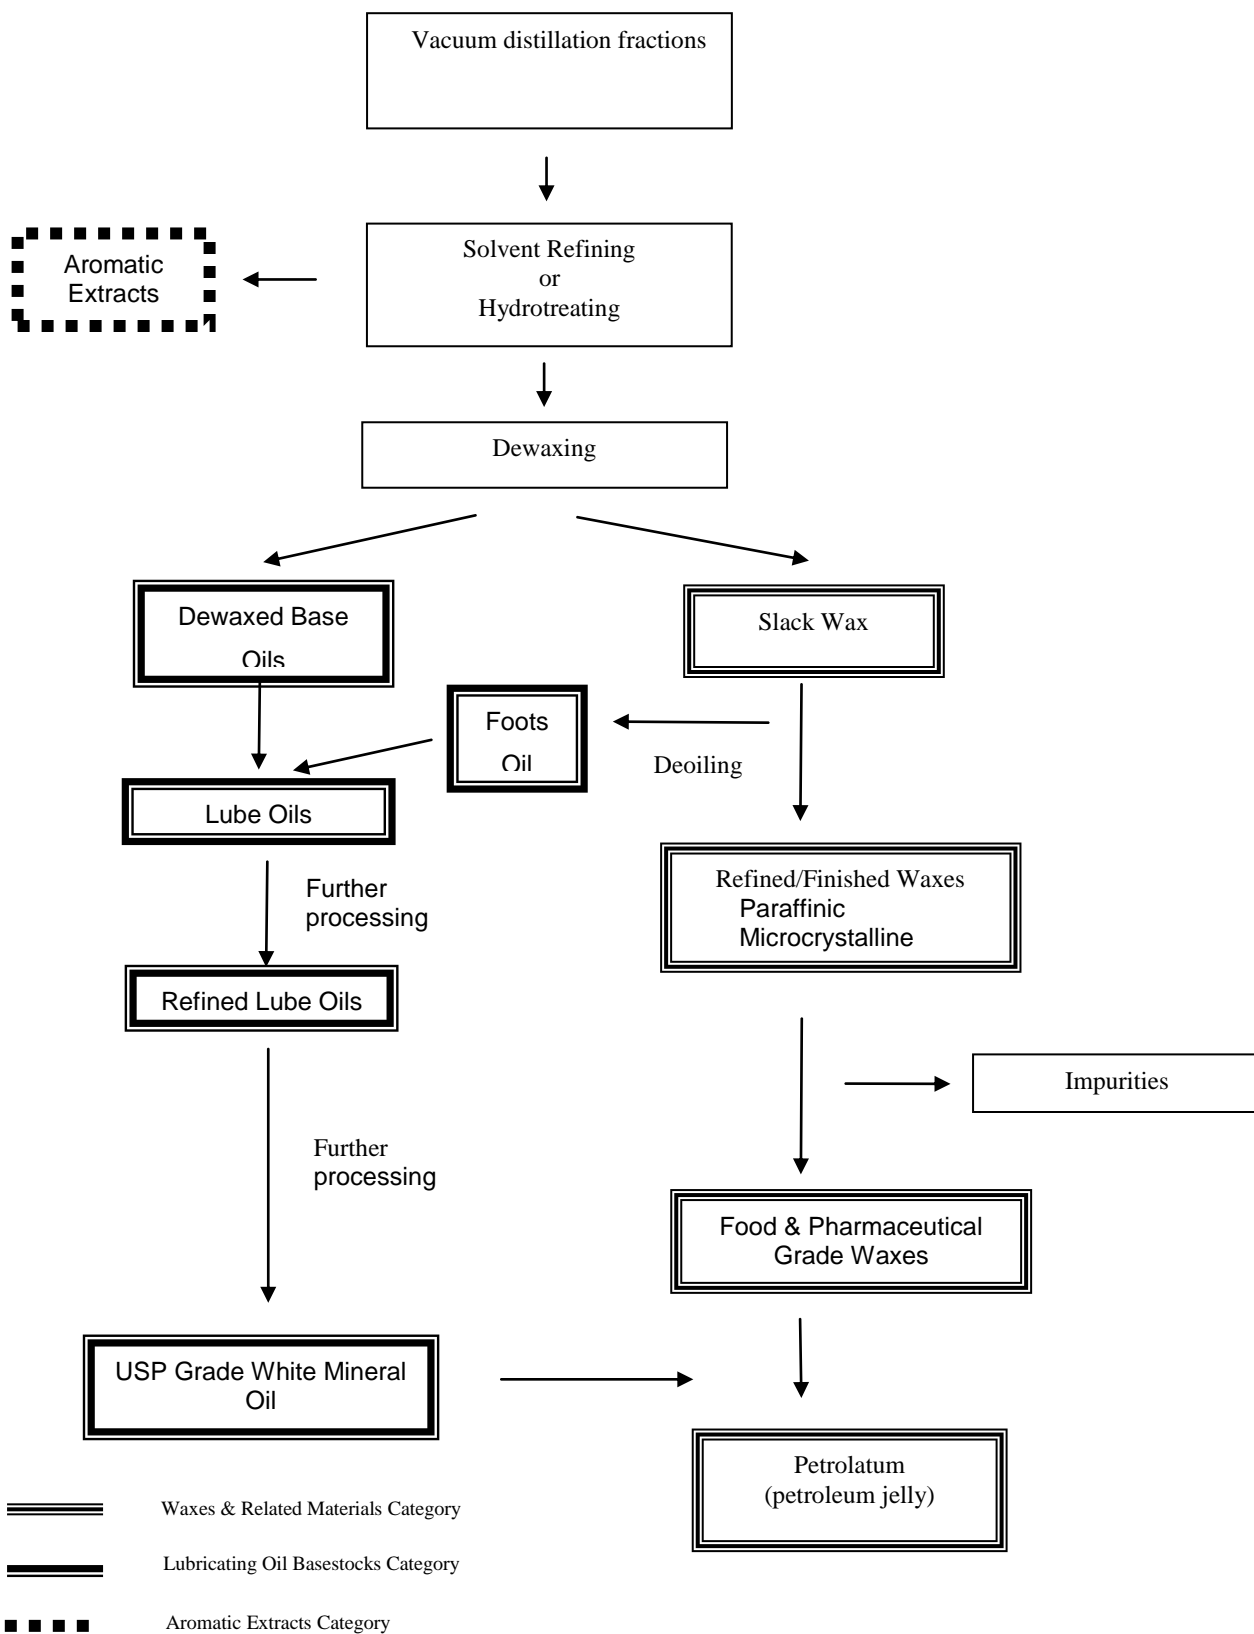 Vacuum distillation fractions
Aromatic
Extracts
Solvent Refining
or
Hydrotreating
Dewaxing
Dewaxed Base
Oils
Slack Wax
Foots
Oil
Deoiling
Lube Oils
Further
processing
Refined/Finished Waxes
Paraffinic
Microcrystalline
Refined Lube Oils
Impurities
Further
processing
Food & Pharmaceutical
Grade Waxes
USP Grade White Mineral
Oil
Petrolatum
(petroleum jelly)
Waxes & Related Materials Category
Lubricating Oil Basestocks Category
Aromatic Extracts Category